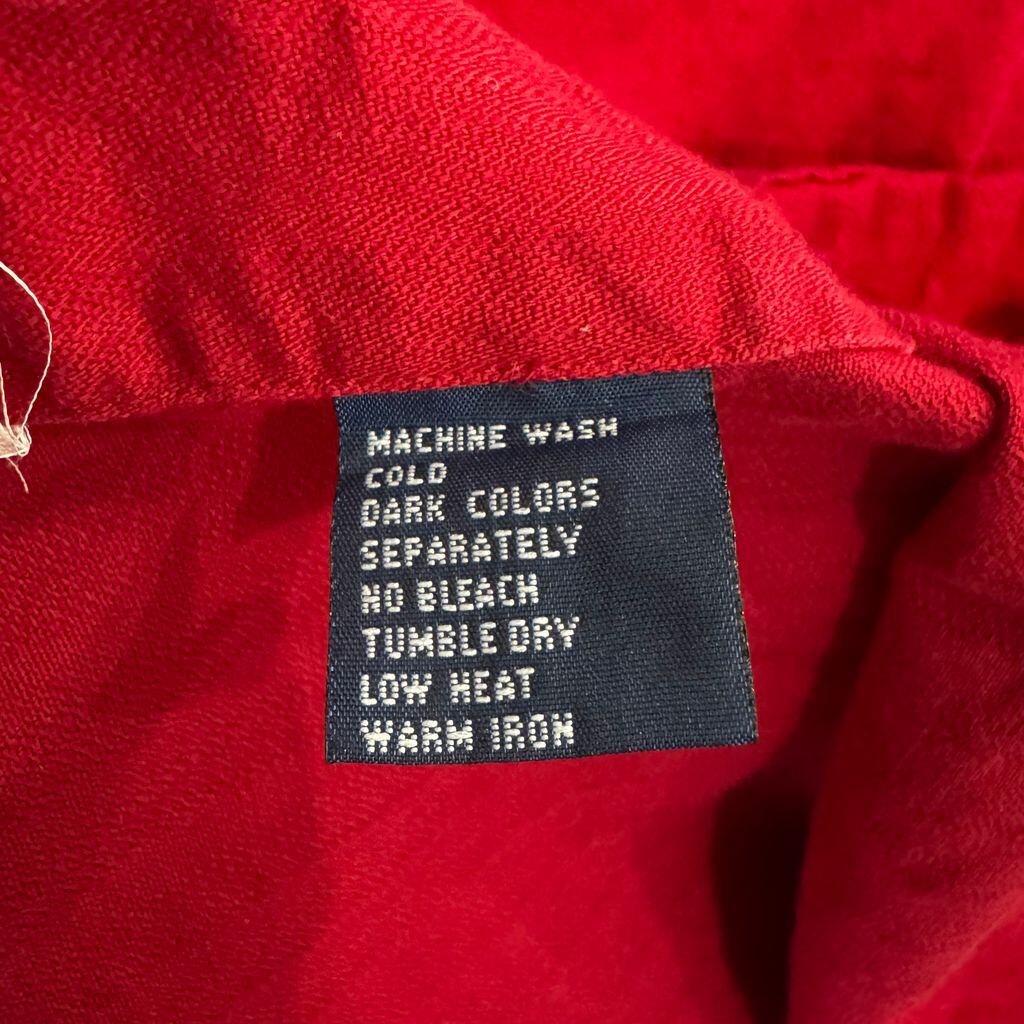 MACHINE WASH
COLD
DARK COLORS
SEPARATELY
NO BLEACH
TUMBLE DRY
LOW HEAT
WARM IRON